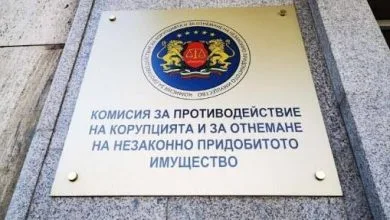 КОМИСИЯ ЗА ПРОТИВОДЕЙСТВИЕ
НА КОРУПЦИЯТА И ЗА ОТНЕМАНЕ
НА НЕЗАКОННО ПРИДОБИТОТО
ИМУЩЕСТВО